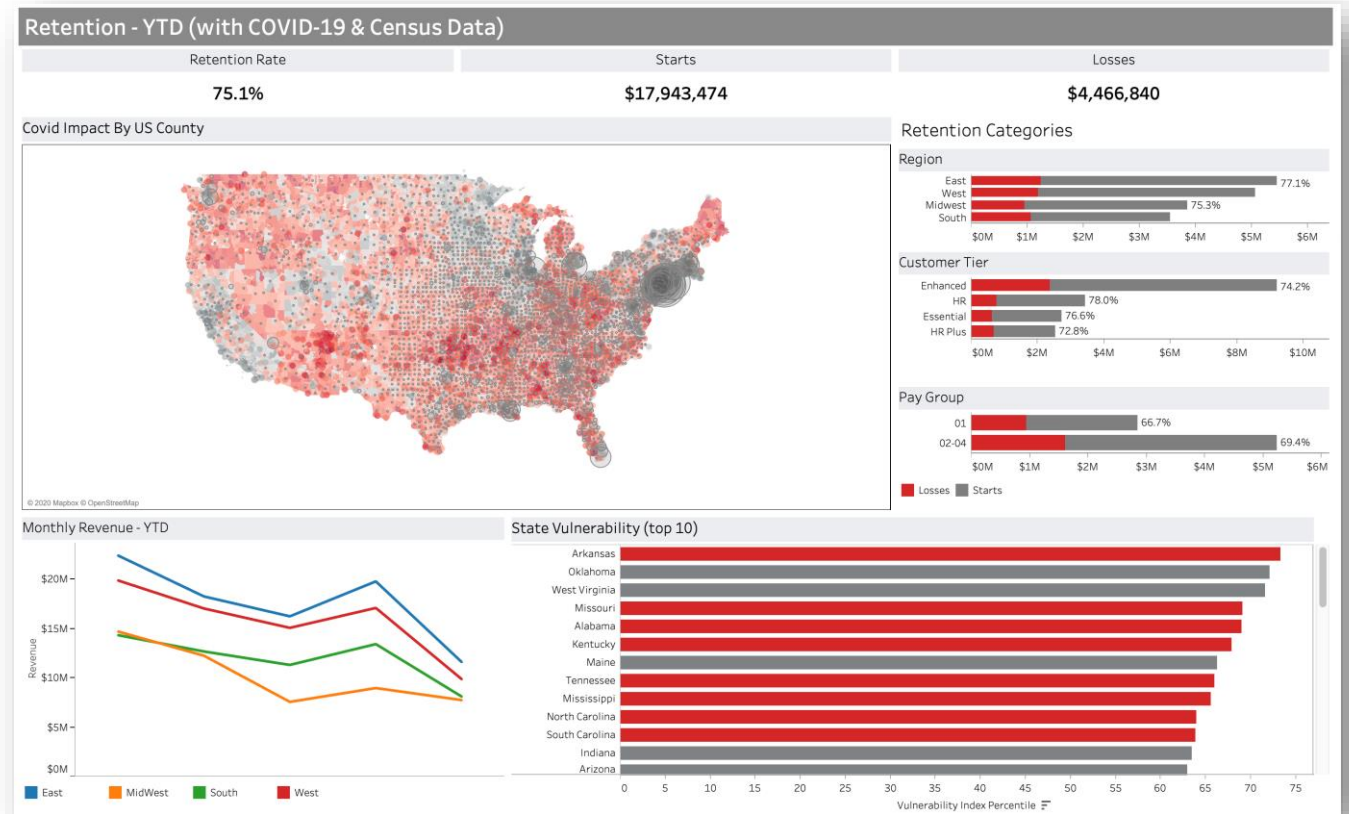 Retention - YTD (with COVID-19 & Census Data)
Retention Rate
Starts
Losses
75.1%
$17,943,474
$4,466,840
Covid Impact By US County
© 2020 Mapbox © OpenStreetMap
Retention Categories
Region
East 77.1%
West
Midwest 75.3%
South
$0M $1M $2M $3M $4M $5M $6M
Customer Tier
Enhanced 74.2%
HR 78.0%
Essential 76.6%
HR Plus 72.8%
$0M $2M $4M $6M $8M $10M
Pay Group
01 66.7%
02-04 69.4%
$0M $1M $2M $3M $4M $5M $6M
Losses Starts
Monthly Revenue - YTD
$20M
$15M
$10M
$5M
$0M
Revenue
East MidWest South West
State Vulnerability (top 10)
Arkansas
Oklahoma
West Virginia
Missouri
Alabama
Kentucky
Maine
Tennessee
Mississippi
North Carolina
South Carolina
Indiana
Arizona
0 5 10 15 20 25 30 35 40 45 50 55 60 65 70 75
Vulnerability Index Percentile